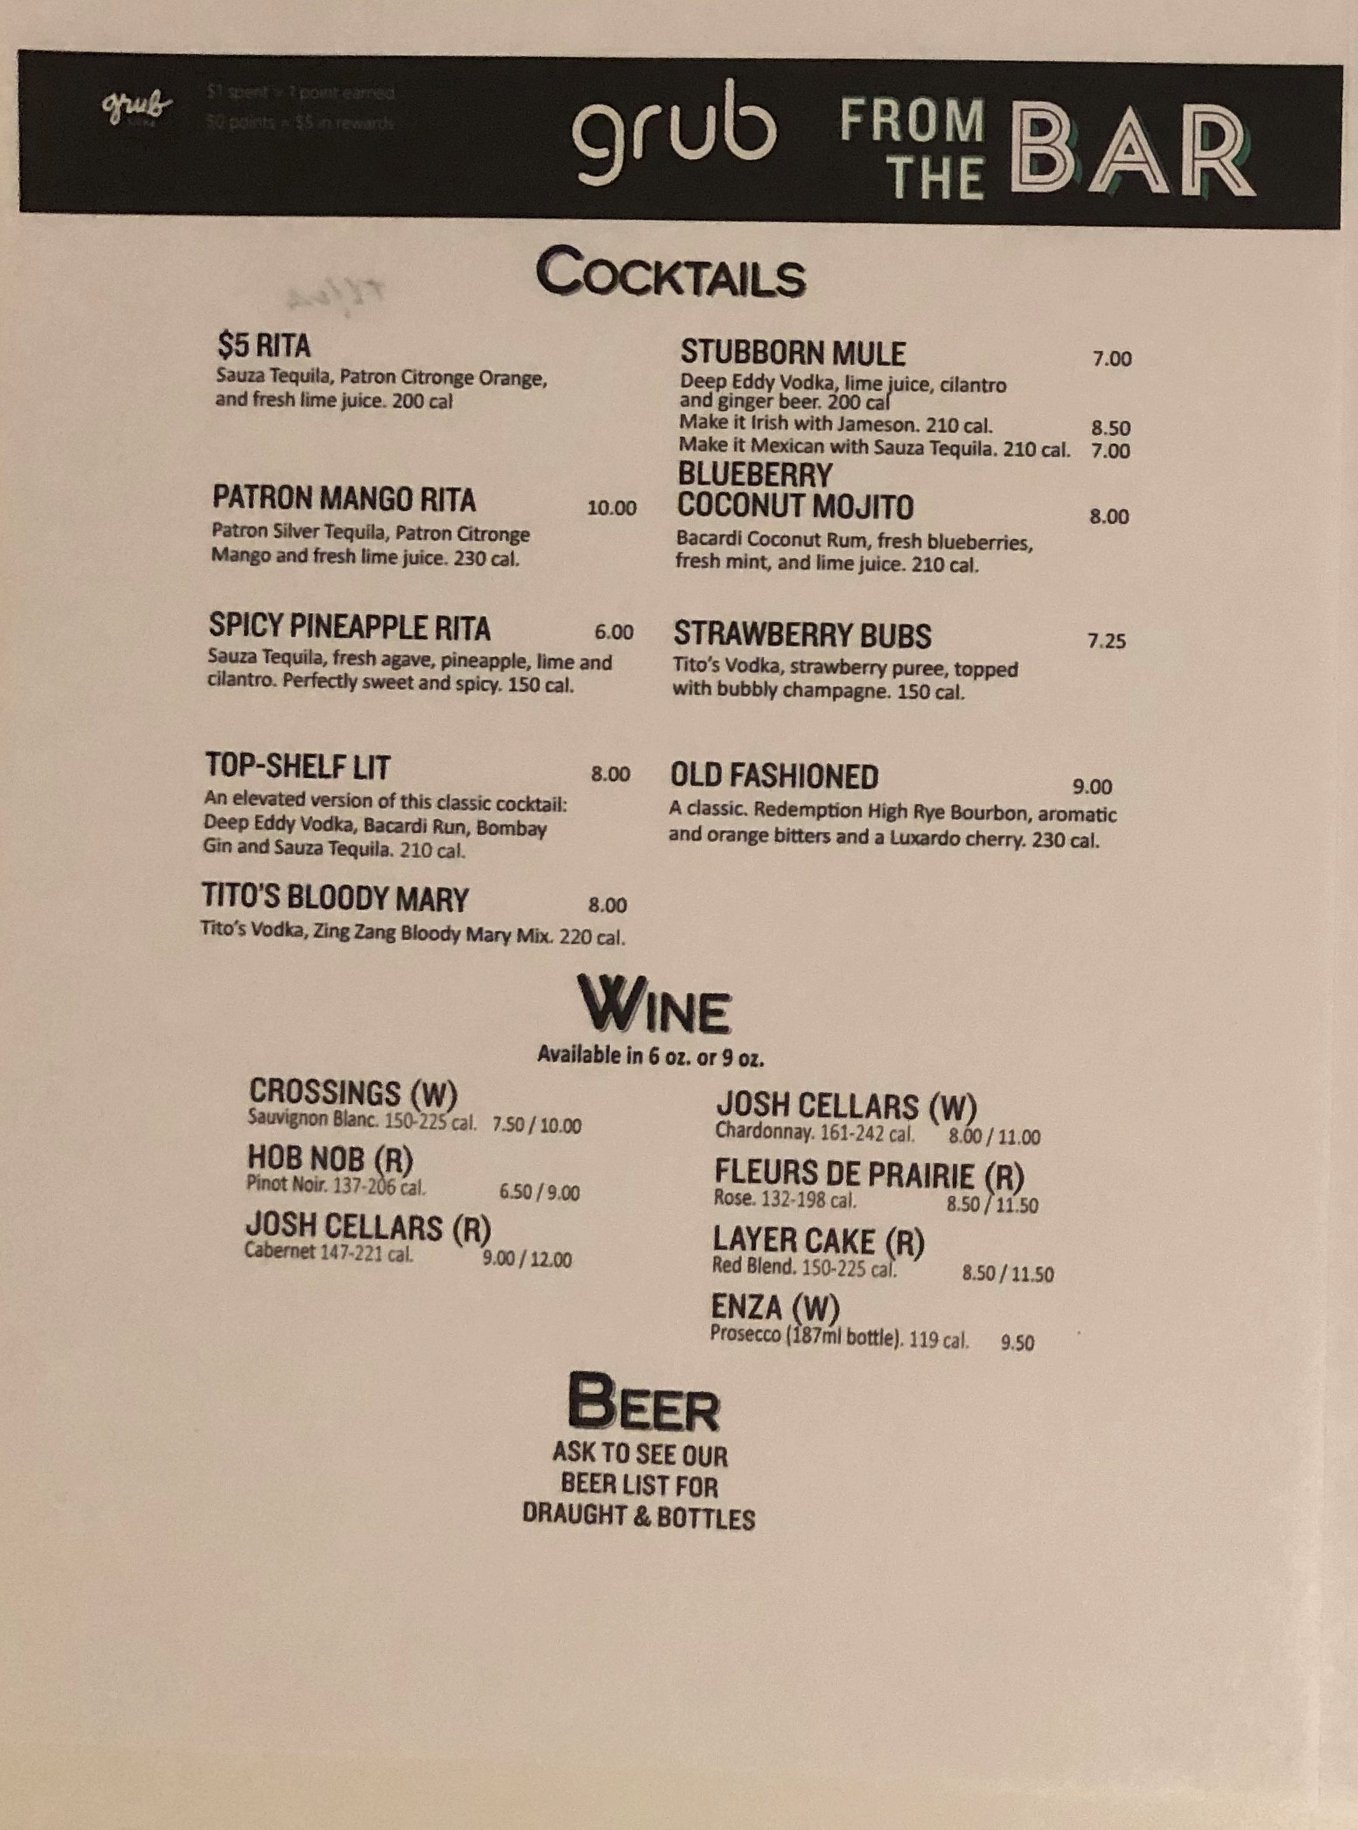 grub
$1 spent = 1 point earned
50 points = $5 in rewards
grub FROM THE BAR
COCKTAILS
$5 RITA
Sauza Tequila, Patron Citronge Orange,
and fresh lime juice. 200 cal
PATRON MANGO RITA 10.00
Patron Silver Tequila, Patron Citronge
Mango and fresh lime juice. 230 cal.
SPICY PINEAPPLE RITA 6.00
Sauza Tequila, fresh agave, pineapple, lime and
cilantro. Perfectly sweet and spicy. 150 cal.
TOP-SHELF LIT 8.00
An elevated version of this classic cocktail:
Deep Eddy Vodka, Bacardi Run, Bombay
Gin and Sauza Tequila. 210 cal.
TITO'S BLOODY MARY 8.00
Tito's Vodka, Zing Zang Bloody Mary Mix. 220 cal.
STUBBORN MULE 7.00
Deep Eddy Vodka, lime juice, cilantro
and ginger beer. 200 cal
Make it Irish with Jameson. 210 cal. 8.50
Make it Mexican with Sauza Tequila. 210 cal. 7.00
BLUEBERRY
COCONUT MOJITO 8.00
Bacardi Coconut Rum, fresh blueberries,
fresh mint, and lime juice. 210 cal.
STRAWBERRY BUBS 7.25
Tito's Vodka, strawberry puree, topped
with bubbly champagne. 150 cal.
OLD FASHIONED 9.00
A classic. Redemption High Rye Bourbon, aromatic
and orange bitters and a Luxardo cherry. 230 cal.
WINE
Available in 6 oz. or 9 oz.
CROSSINGS (W)
Sauvignon Blanc. 150-225 cal. 7.50 / 10.00
HOB NOB (R)
Pinot Noir. 137-206 cal. 6.50 / 9.00
JOSH CELLARS (R)
Cabernet 147-221 cal. 9.00 / 12.00
JOSH CELLARS (W)
Chardonnay. 161-242 cal. 8.00 / 11.00
FLEURS DE PRAIRIE (R)
Rose. 132-198 cal. 8.50 / 11.50
LAYER CAKE (R)
Red Blend. 150-225 cal. 8.50 / 11.50
ENZA (W)
Prosecco (187ml bottle). 119 cal. 9.50
BEER
ASK TO SEE OUR
BEER LIST FOR
DRAUGHT & BOTTLES